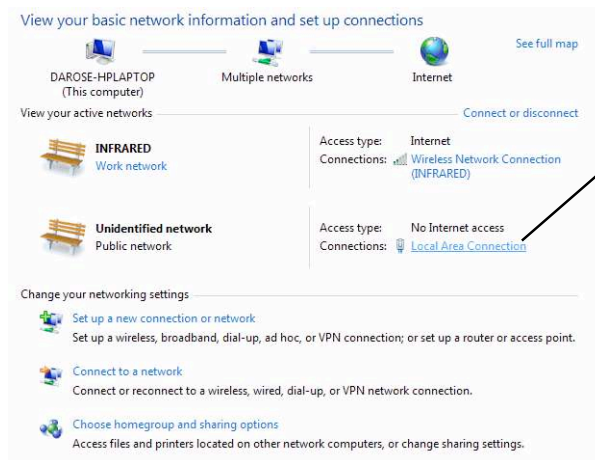 View your basic network information and set up connections
See full map
DAROSE-HPLAPTOP
(This computer)
Multiple networks
Internet
View your active networks
Connect or disconnect
INFRARED
Work network
Access type: Internet
Connections: Wireless Network Connection
(INFRARED)
Unidentified network
Public network
Access type: No Internet access
Connections: Local Area Connection
Change your networking settings
Set up a new connection or network
Set up a wireless, broadband, dial-up, ad hoc, or VPN connection; or set up a router or access point.
Connect to a network
Connect or reconnect to a wireless, wired, dial-up, or VPN network connection.
Choose homegroup and sharing options
Access files and printers located on other network computers, or change sharing settings.